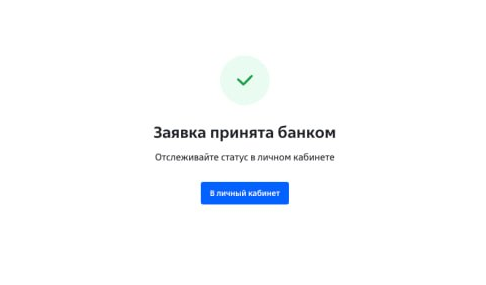 Заявка принята банком
Отслеживайте статус в личном кабинете
В личный кабинет